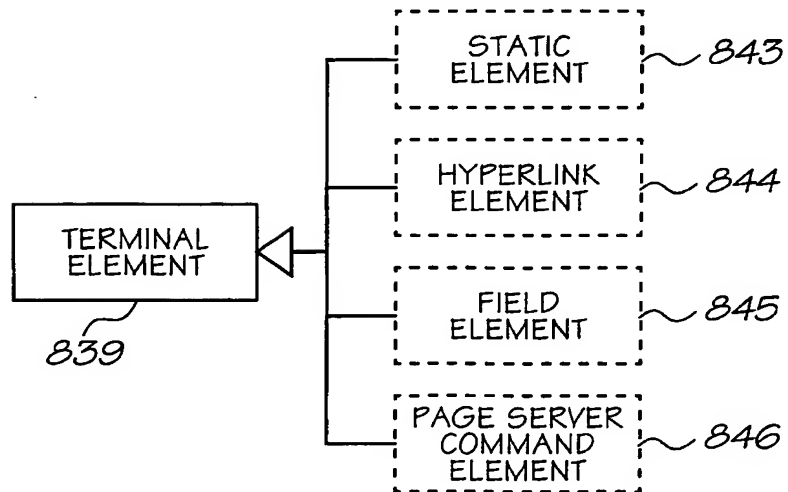 STATIC
ELEMENT
843
HYPERLINK
ELEMENT
844
TERMINAL
ELEMENT
839
FIELD
ELEMENT
845
PAGE SERVER
COMMAND
ELEMENT
846